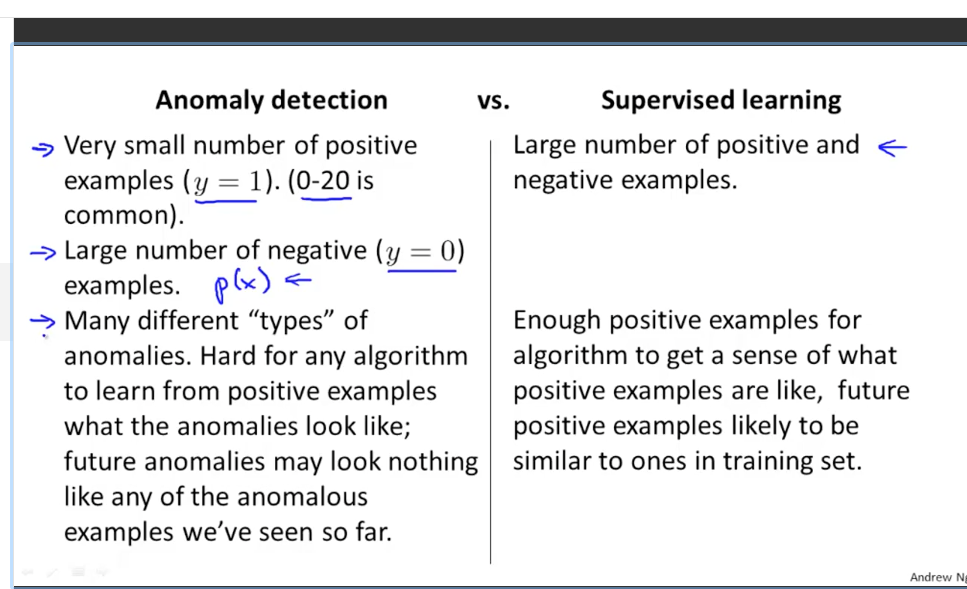 Anomaly detection vs. Supervised learning
→ Very small number of positive
examples (y = 1). (0-20 is
common).
→ Large number of negative (y = 0)
examples. p(x) ←
→ Many different “types” of
anomalies. Hard for any algorithm
to learn from positive examples
what the anomalies look like;
future anomalies may look nothing
like any of the anomalous
examples we’ve seen so far.
Large number of positive and ←
negative examples.
Enough positive examples for
algorithm to get a sense of what
positive examples are like, future
positive examples likely to be
similar to ones in training set.
Andrew Ng